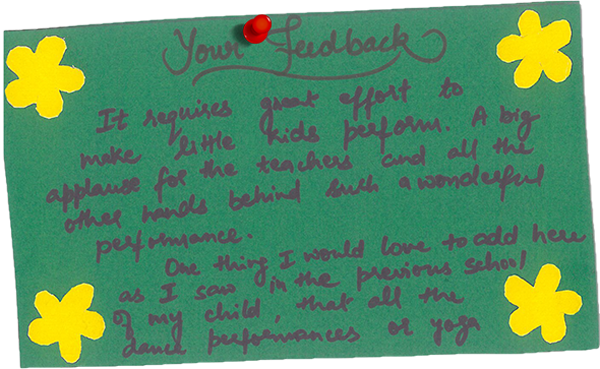 Your Feedback
It requires great effort to
make little kids perform. A big
applause for the teachers and all the
other hands behind such a wonderful
performance.
One thing I would love to add here
as I saw in the previous school
of my child, that all the
dance performances or yoga